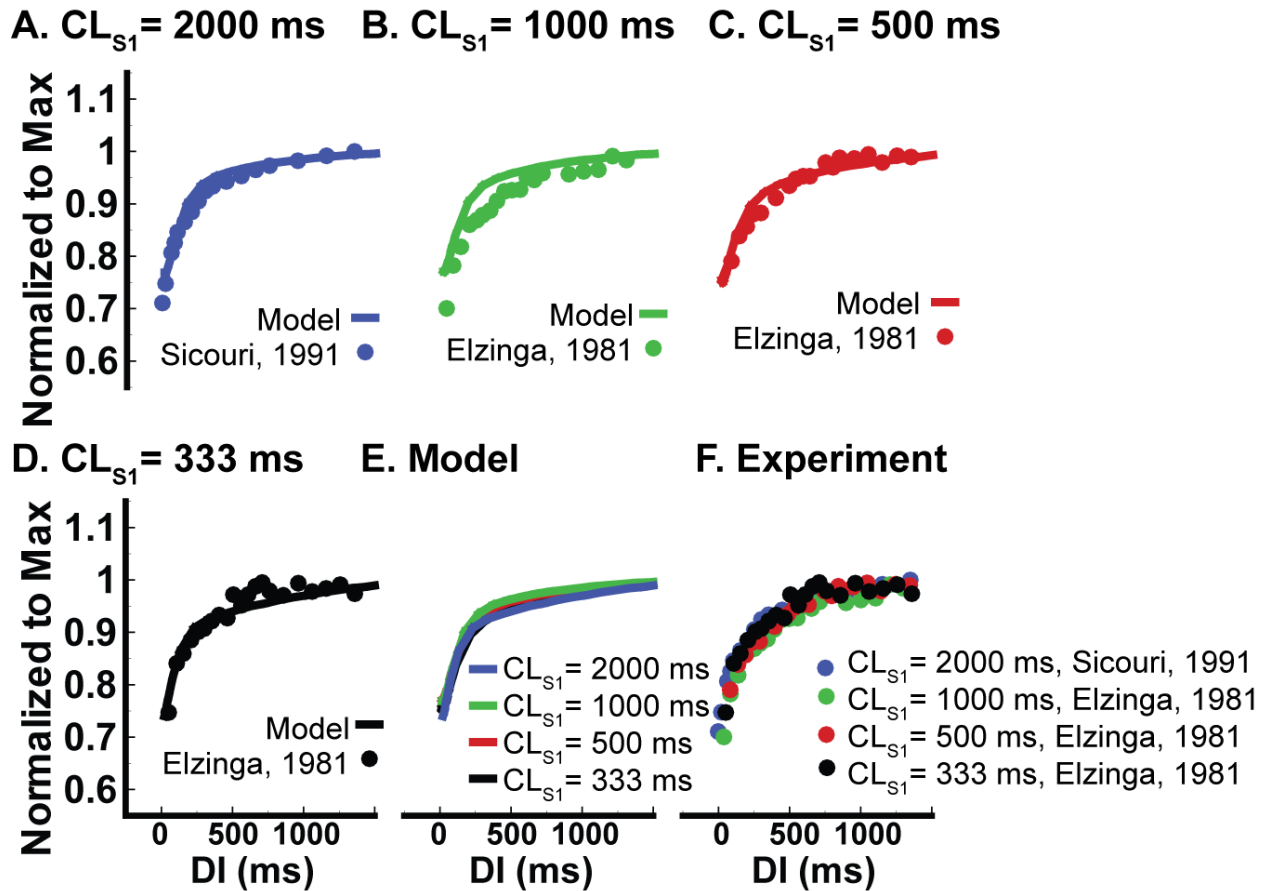 A. CLS1= 2000 ms
B. CLS1= 1000 ms
C. CLS1= 500 ms
Normalized to Max
1.1
1
0.9
0.8
0.7
0.6
Model
Sicouri, 1991
Model
Elzinga, 1981
Model
Elzinga, 1981
D. CLS1= 333 ms
E. Model
F. Experiment
Normalized to Max
1.1
1
0.9
0.8
0.7
0.6
Model
Elzinga, 1981
CLS1= 2000 ms
CLS1= 1000 ms
CLS1= 500 ms
CLS1= 333 ms
CLS1= 2000 ms, Sicouri, 1991
CLS1= 1000 ms, Elzinga, 1981
CLS1= 500 ms, Elzinga, 1981
CLS1= 333 ms, Elzinga, 1981
0 500 1000
0 500 1000
0 500 1000
DI (ms)
DI (ms)
DI (ms)